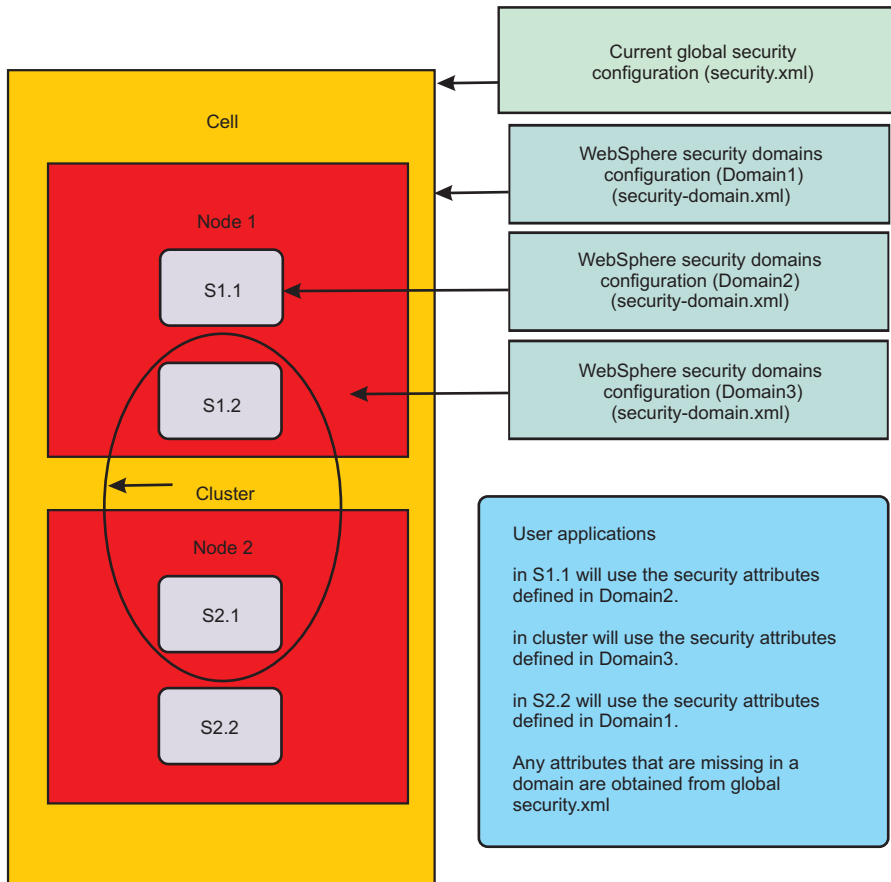 Current global security
configuration (security.xml)
Cell
WebSphere security domains
configuration (Domain1)
(security-domain.xml)
Node 1
WebSphere security domains
configuration (Domain2)
(security-domain.xml)
S1.1
WebSphere security domains
configuration (Domain3)
(security-domain.xml)
S1.2
Cluster
Node 2
S2.1
S2.2
User applications
in S1.1 will use the security attributes
defined in Domain2.
in cluster will use the security attributes
defined in Domain3.
in S2.2 will use the security attributes
defined in Domain1.
Any attributes that are missing in a
domain are obtained from global
security.xml